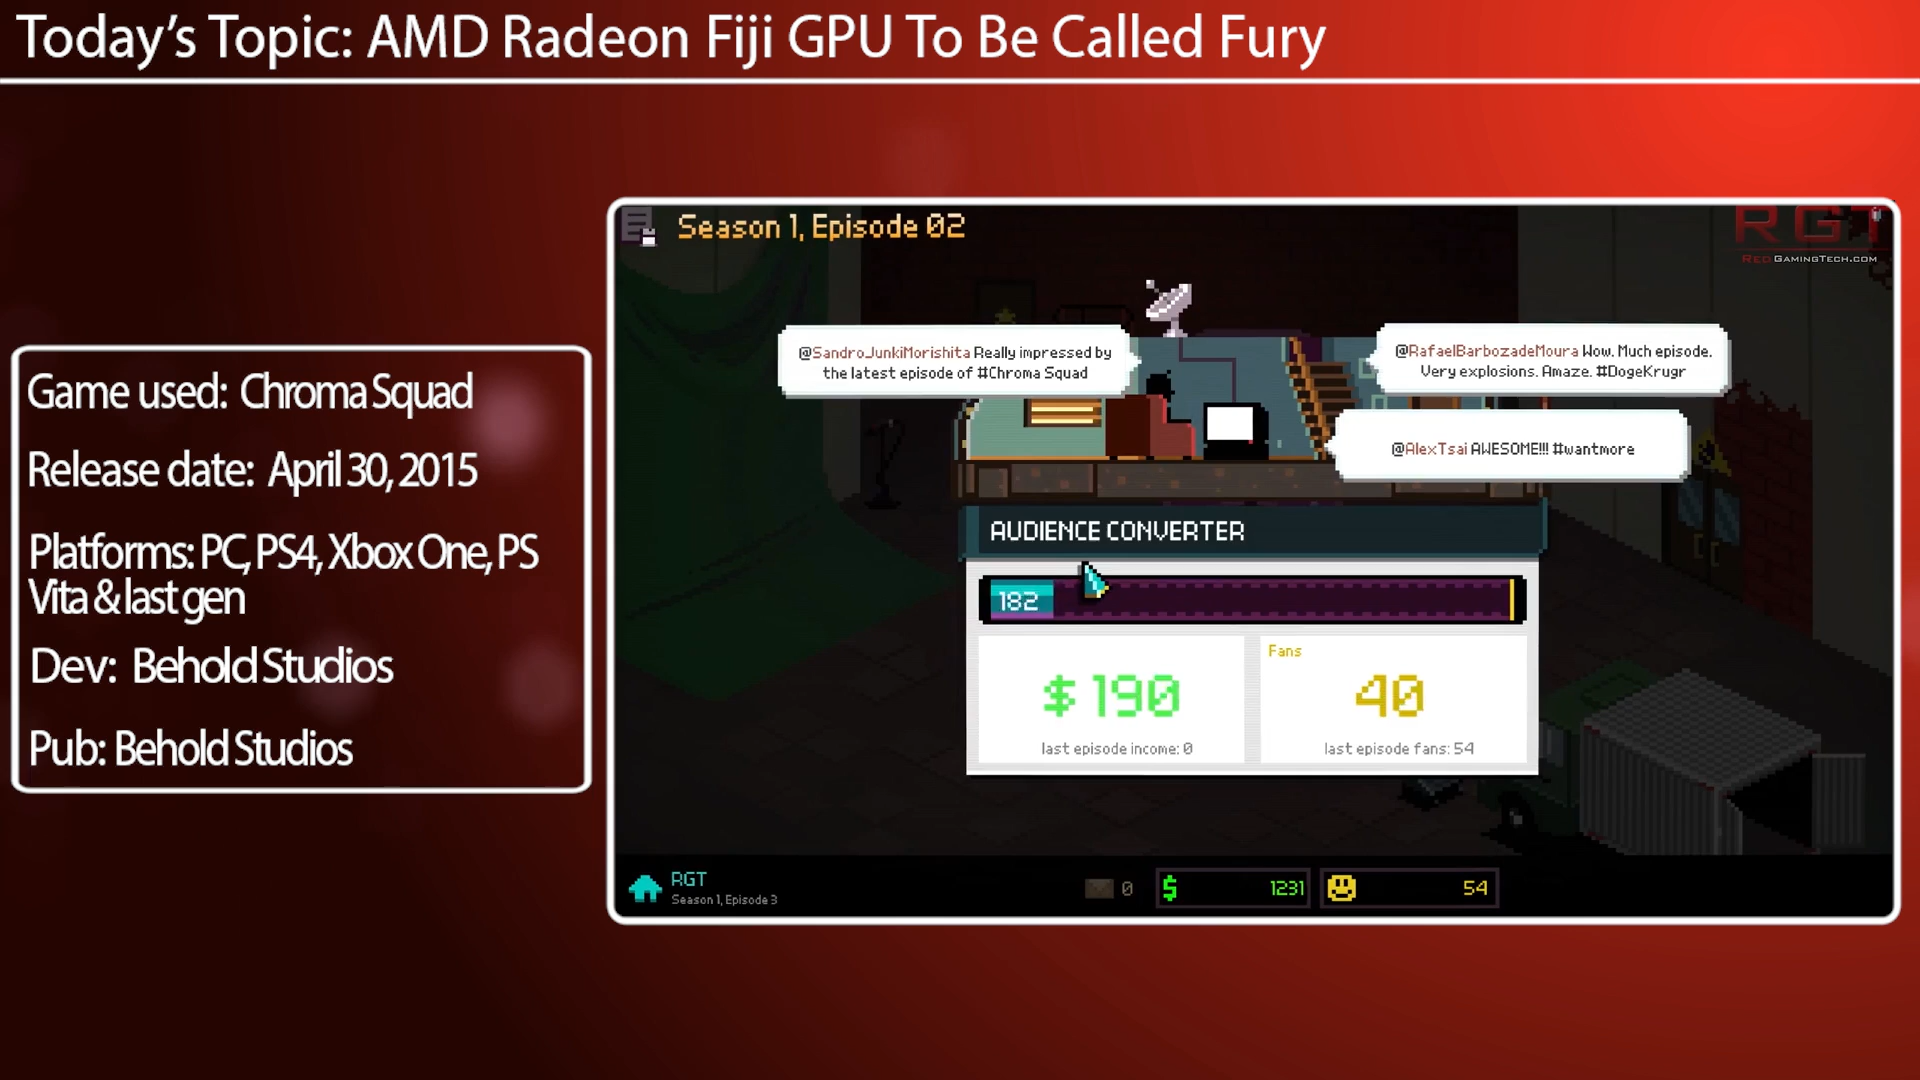 Today's Topic: AMD Radeon Fiji GPU To Be Called Fury
Game used: Chroma Squad
Release date: April 30, 2015
Platforms: PC, PS4, Xbox One, PS
Vita & last gen
Dev: Behold Studios
Pub: Behold Studios
Season 1, Episode 02
RGT
REDGAMINGTECH.COM
@SandroJunkiMorishita Really impressed by
the latest episode of #Chroma Squad
@RafaelBarbozadeMoura Wow. Much episode.
Very explosions. Amaze. #DogeKrugr
@AlexTsai AWESOME!!! #wantmore
AUDIENCE CONVERTER
182
$ 190
last episode income: 0
Fans
40
last episode fans: 54
RGT
Season 1, Episode 3
0
$ 1231
54